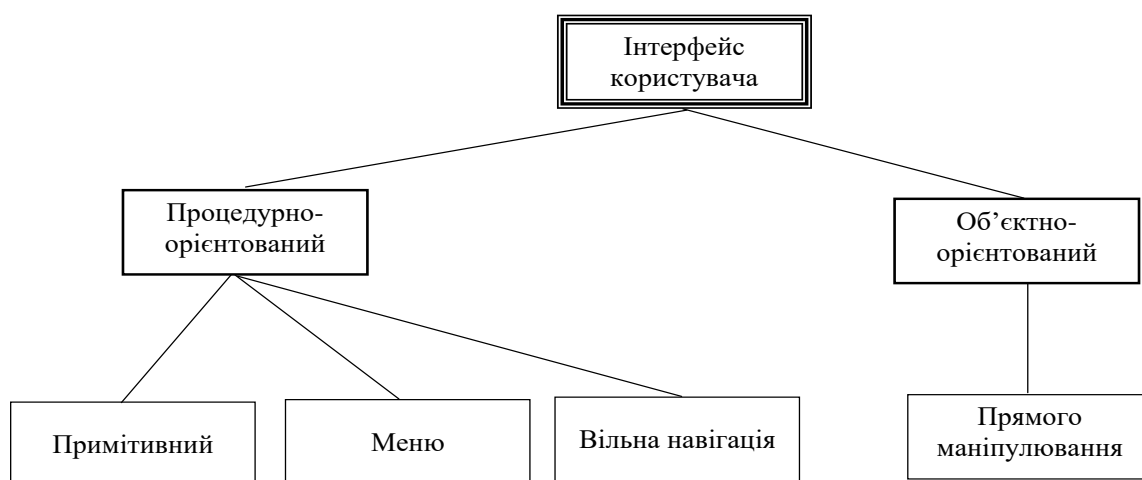 Інтерфейс
користувача
Процедурно-
орієнтований
Об’єктно-
орієнтований
Примітивний
Меню
Вільна навігація
Прямого
маніпулювання